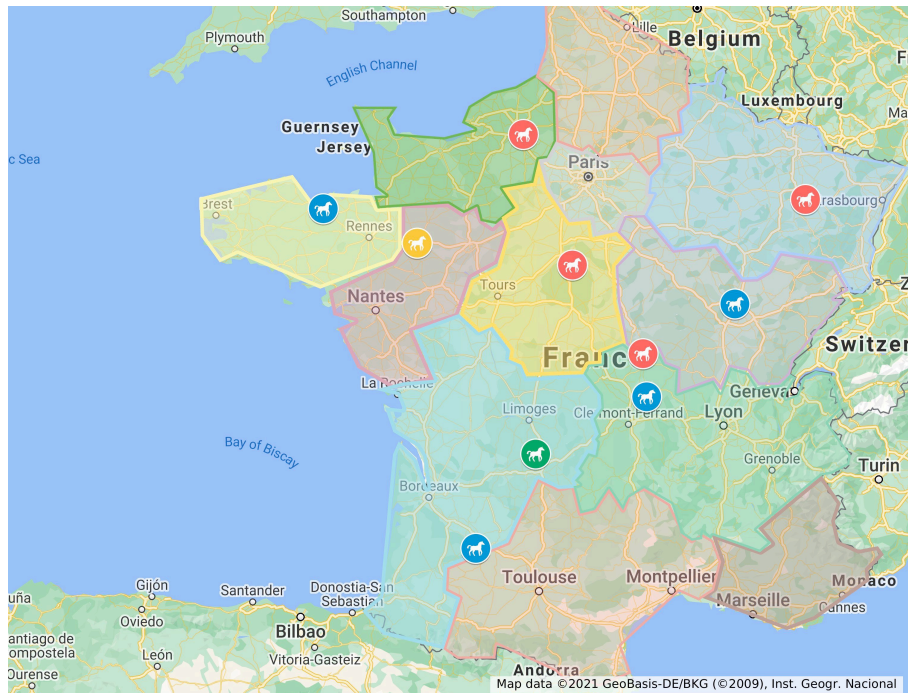 Southampton
Plymouth
Lille
Belgium
English Channel
Luxembourg
Guernsey
Jersey
Paris
c Sea
Brest
rasbourg
Rennes
Tours
Nantes
Switzer
Franc
La Rochelle
Geneva
Limoges
Clermont-Ferrand
Lyon
Bay of Biscay
Grenoble
Turin
Bordeaux
Toulouse
Montpellier
Monaco
Marseille
Cannes
Gijón
Santander
Donostia-San
Sebastian
uña
Oviedo
Bilbao
antiago de
ompostela
León
Vitoria-Gasteiz
Ourense
Andorra
Map data ©2021 GeoBasis-DE/BKG (©2009), Inst. Geogr. Nacional